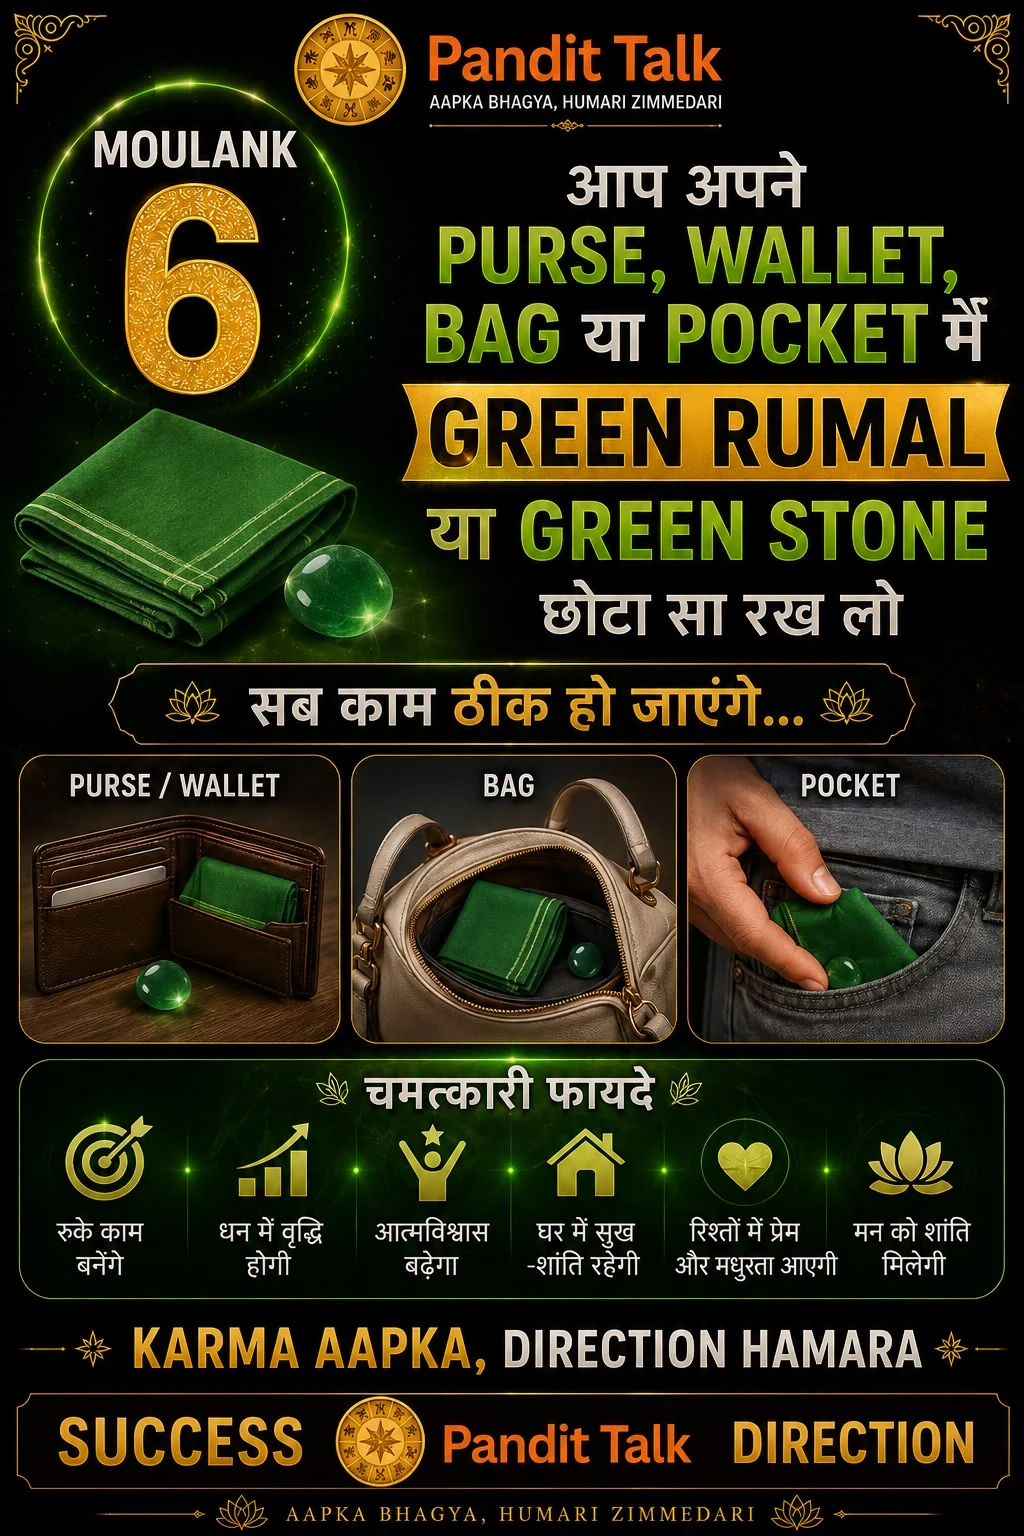 Pandit Talk
AAPKA BHAGYA, HUMARI ZIMMEDARI
MOULANK
6
आप अपने
PURSE, WALLET,
BAG या POCKET में
GREEN RUMAL
या GREEN STONE
छोटा सा रख लो
सब काम ठीक हो जाएंगे...
PURSE / WALLET
BAG
POCKET
चमत्कारी फायदे
रुके काम
बनेंगे
धन में वृद्धि
होगी
आत्मविश्वास
बढ़ेगा
घर में सुख
-शांति रहेगी
रिश्तों में प्रेम
और मधुरता आएगी
मन को शांति
मिलेगी
KARMA AAPKA, DIRECTION HAMARA
SUCCESS Pandit Talk DIRECTION
AAPKA BHAGYA, HUMARI ZIMMEDARI